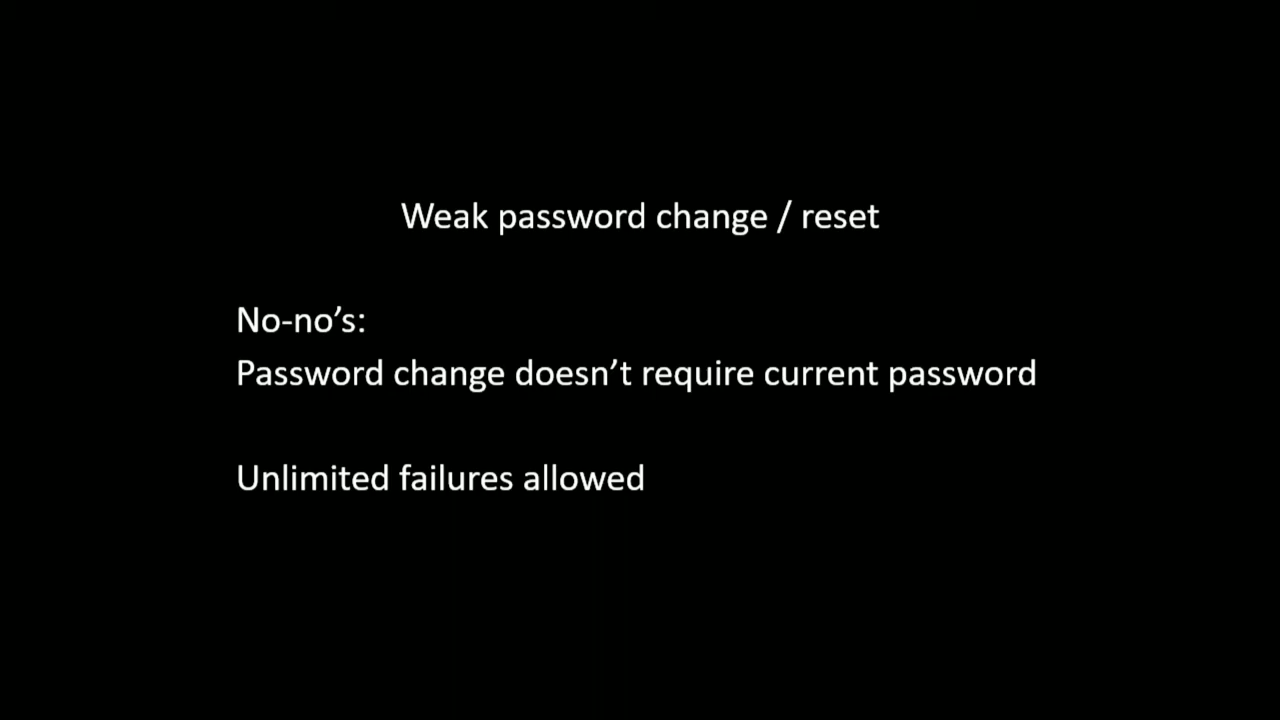 Weak password change / reset
No-no’s:
Password change doesn’t require current password
Unlimited failures allowed